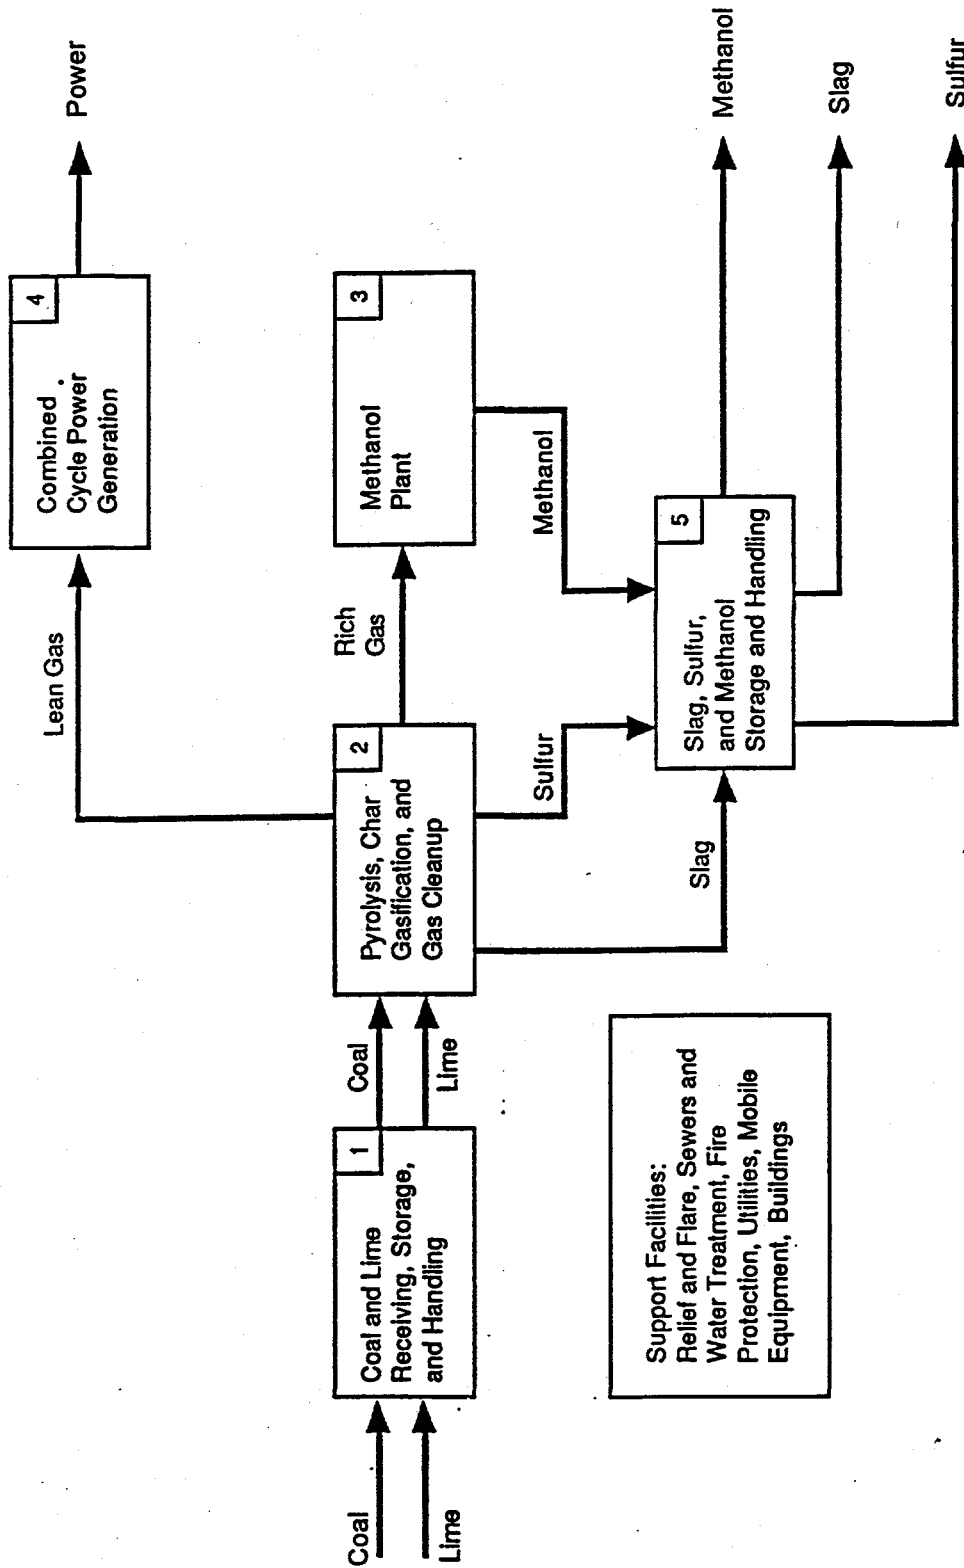 Coal
Lime
Coal and Lime
Receiving, Storage,
and Handling
1
Coal
Lime
Pyrolysis, Char
Gasification, and
Gas Cleanup
2
Lean Gas
Combined
Cycle Power
Generation
4
Power
Rich
Gas
Methanol
Plant
3
Slag
Sulfur
Methanol
Slag, Sulfur,
and Methanol
Storage and Handling
5
Methanol
Slag
Sulfur
Support Facilities:
Relief and Flare, Sewers and
Water Treatment, Fire
Protection, Utilities, Mobile
Equipment, Buildings